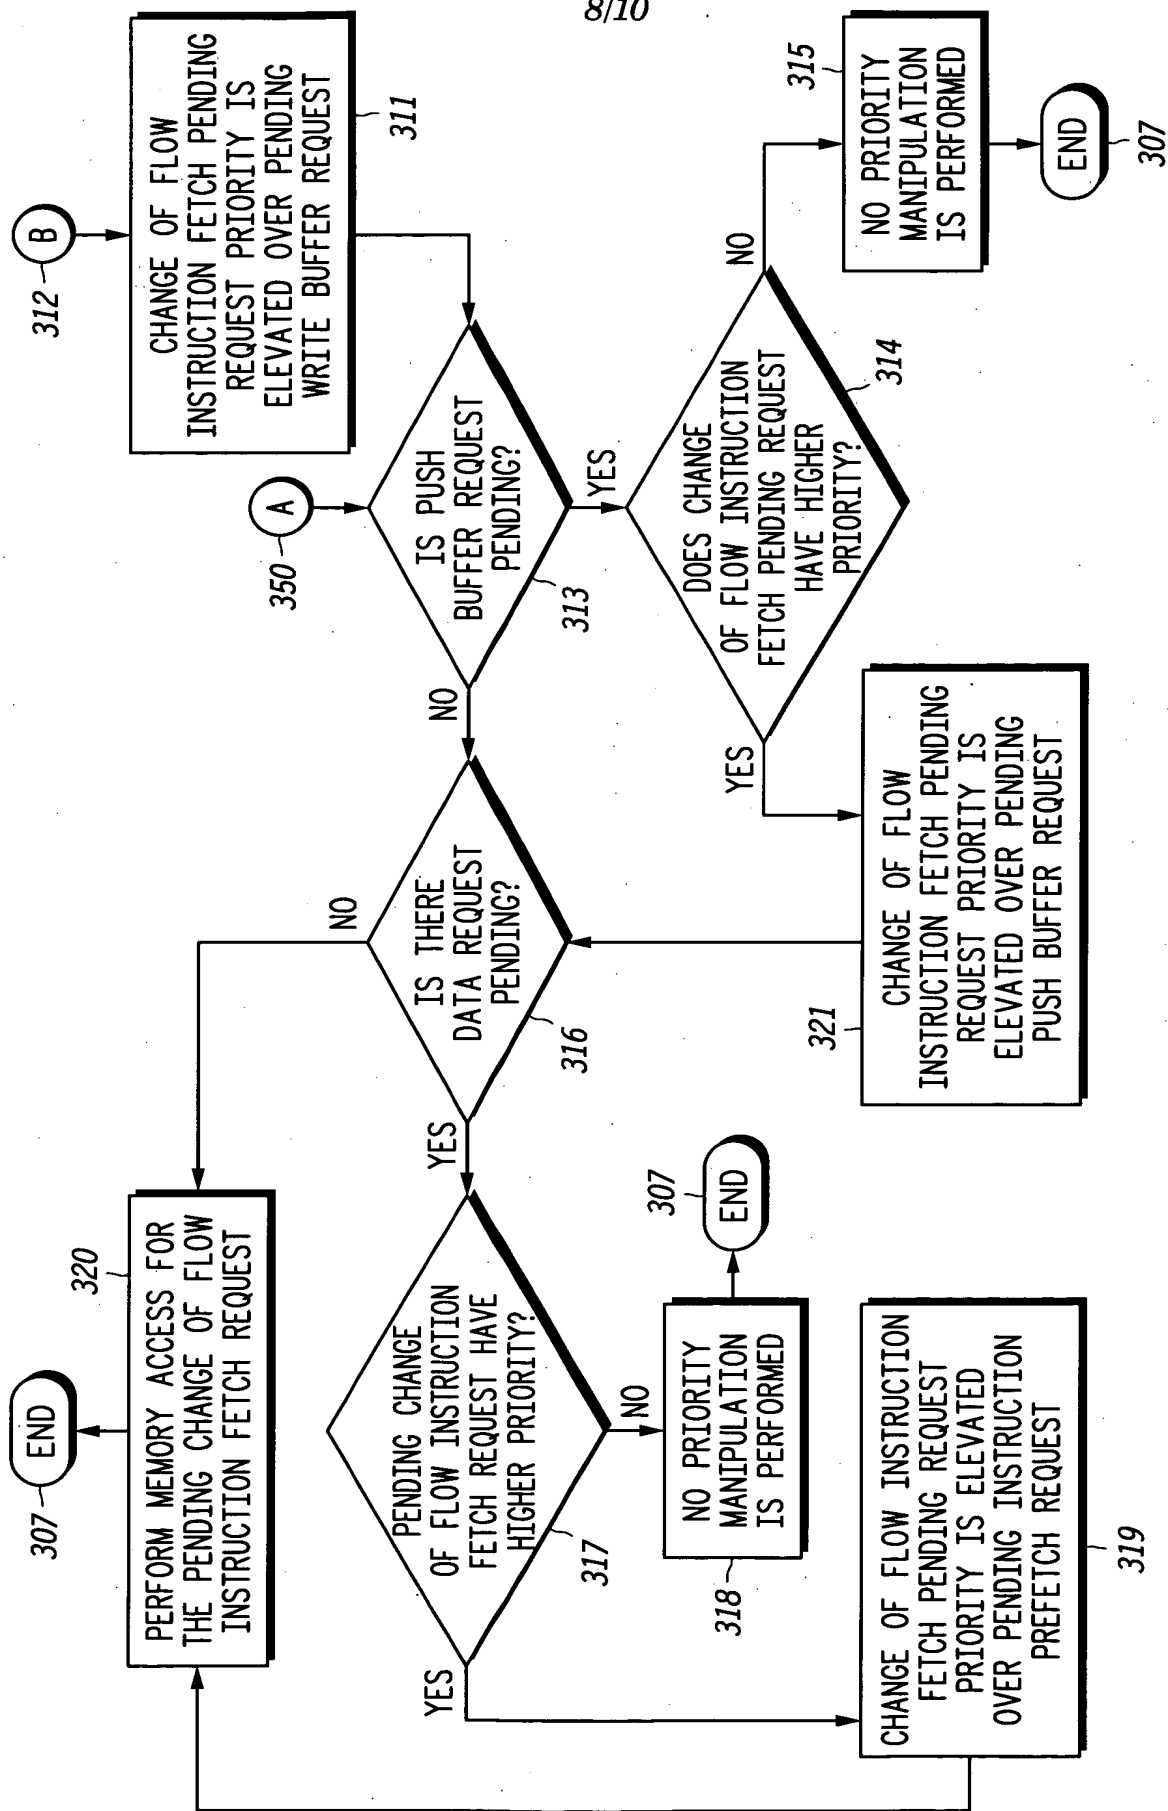 8/10
B
312
CHANGE OF FLOW
INSTRUCTION FETCH PENDING
REQUEST PRIORITY IS
ELEVATED OVER PENDING
WRITE BUFFER REQUEST
311
A
350
IS PUSH
BUFFER REQUEST
PENDING?
313
YES
NO
DOES CHANGE
OF FLOW INSTRUCTION
FETCH PENDING REQUEST
HAVE HIGHER
PRIORITY?
314
NO
YES
315
NO PRIORITY
MANIPULATION
IS PERFORMED
END
307
CHANGE OF FLOW
INSTRUCTION FETCH PENDING
REQUEST PRIORITY IS
ELEVATED OVER PENDING
PUSH BUFFER REQUEST
321
IS THERE
DATA REQUEST
PENDING?
316
NO
YES
PENDING CHANGE
OF FLOW INSTRUCTION
FETCH REQUEST HAVE
HIGHER PRIORITY?
317
NO
YES
NO PRIORITY
MANIPULATION
IS PERFORMED
318
END
307
CHANGE OF FLOW INSTRUCTION
FETCH PENDING REQUEST
PRIORITY IS ELEVATED
OVER PENDING INSTRUCTION
PREFETCH REQUEST
319
320
PERFORM MEMORY ACCESS FOR
THE PENDING CHANGE OF FLOW
INSTRUCTION FETCH REQUEST
END
307